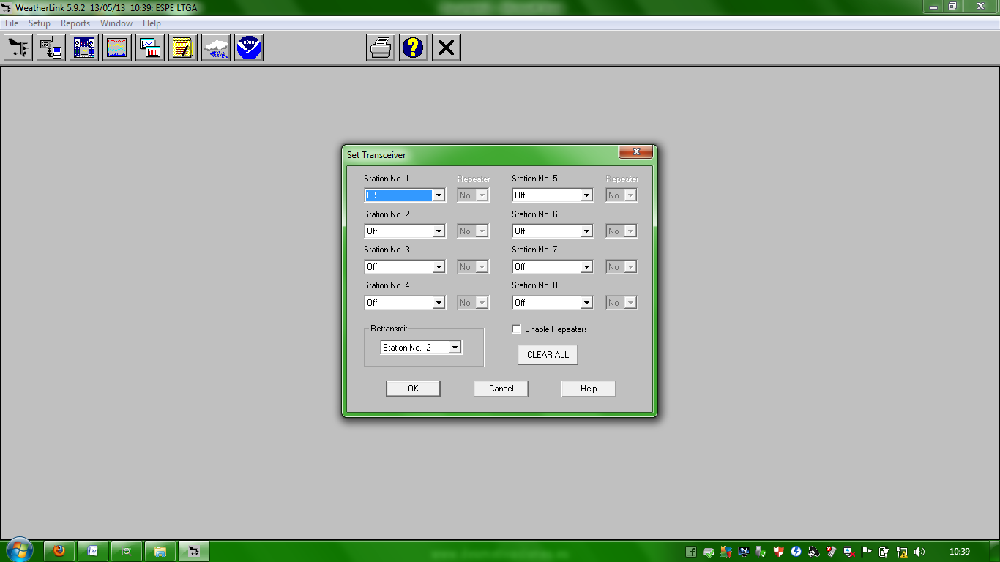 WeatherLink 5.9.2  13/05/13  10:39: ESPE LTGA
File Setup Reports Window Help
NOAA
Set Transceiver
Station No. 1 Repeater Station No. 5 Repeater
ISS No Off No
Station No. 2 Station No. 6
Off No Off No
Station No. 3 Station No. 7
Off No Off No
Station No. 4 Station No. 8
Off No Off No
Retransmit Enable Repeaters
Station No. 2 CLEAR ALL
OK Cancel Help
10:39